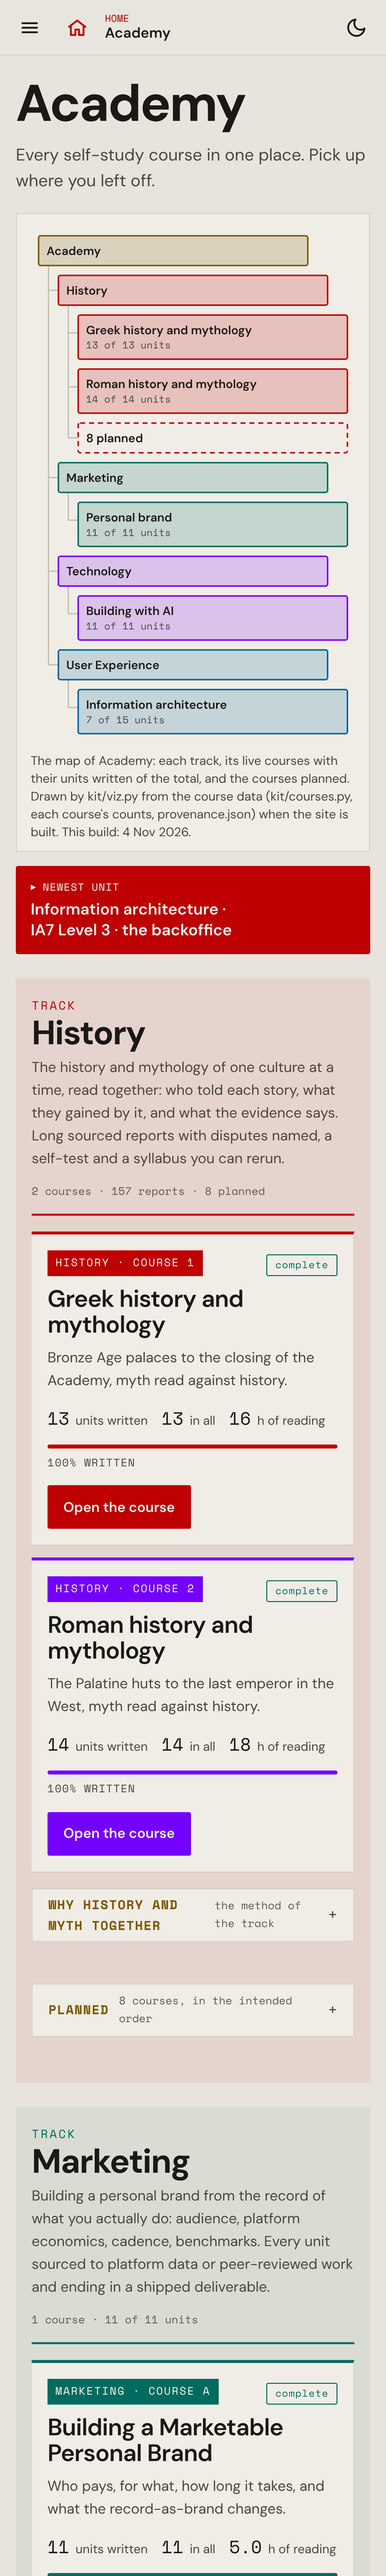 HOME
Academy
Academy
Every self-study course in one place. Pick up
where you left off.
Academy
History
Greek history and mythology
13 of 13 units
Roman history and mythology
14 of 14 units
8 planned
Marketing
Personal brand
11 of 11 units
Technology
Building with AI
11 of 11 units
User Experience
Information architecture
7 of 15 units
The map of Academy: each track, its live courses with
their units written of the total, and the courses planned.
Drawn by kit/viz.py from the course data (kit/courses.py,
each course's counts, provenance.json) when the site is
built. This build: 4 Nov 2026.
▸ NEWEST UNIT
Information architecture ·
IA7 Level 3 · the backoffice
TRACK
History
The history and mythology of one culture at a
time, read together: who told each story, what
they gained by it, and what the evidence says.
Long sourced reports with disputes named, a
self-test and a syllabus you can rerun.
2 courses · 157 reports · 8 planned
HISTORY · COURSE 1
complete
Greek history and
mythology
Bronze Age palaces to the closing of the
Academy, myth read against history.
13 units written 13 in all 16 h of reading
100% WRITTEN
Open the course
HISTORY · COURSE 2
complete
Roman history and
mythology
The Palatine huts to the last emperor in the
West, myth read against history.
14 units written 14 in all 18 h of reading
100% WRITTEN
Open the course
WHY HISTORY AND
MYTH TOGETHER
the method of
the track
+
PLANNED
8 courses, in the intended
order
+
TRACK
Marketing
Building a personal brand from the record of
what you actually do: audience, platform
economics, cadence, benchmarks. Every unit
sourced to platform data or peer-reviewed work
and ending in a shipped deliverable.
1 course · 11 of 11 units
MARKETING · COURSE A
complete
Building a Marketable
Personal Brand
Who pays, for what, how long it takes, and
what the record-as-brand changes.
11 units written 11 in all 5.0 h of reading